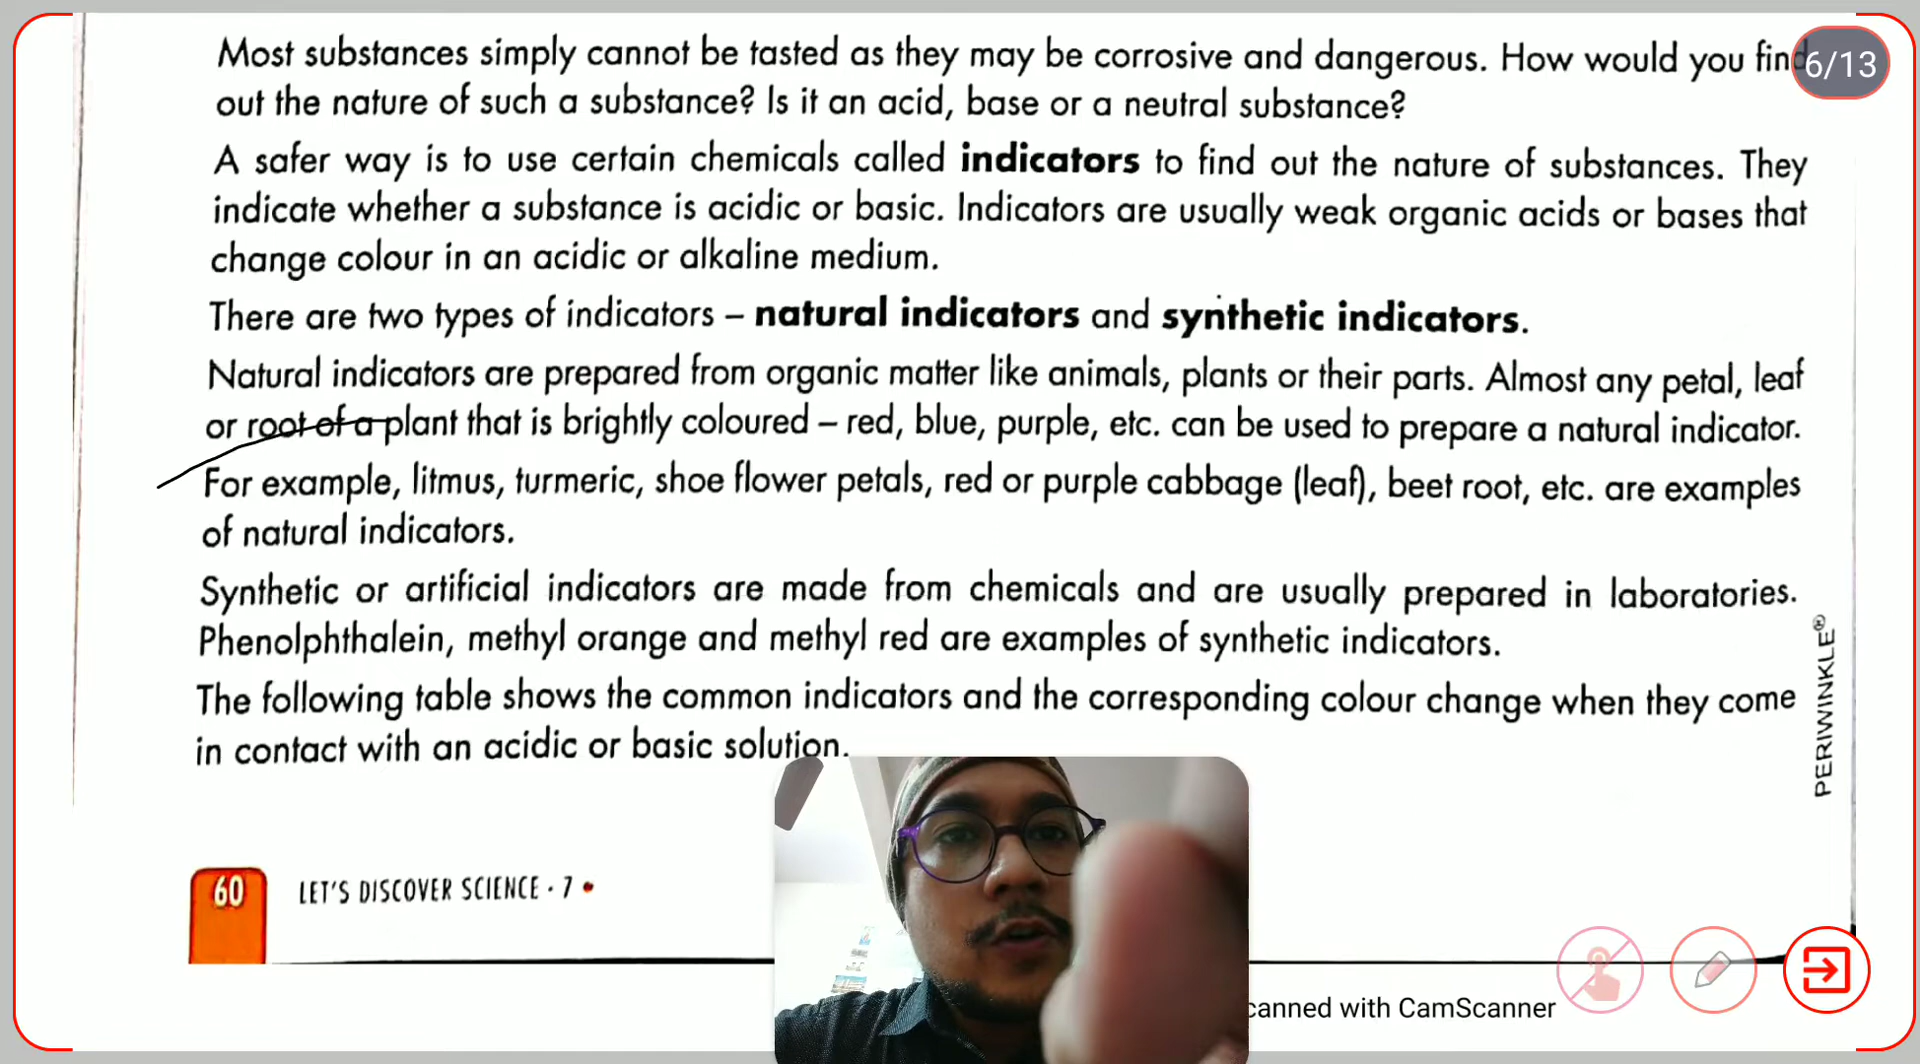 Most substances simply cannot be tasted as they may be corrosive and dangerous. How would you find
6/13
out the nature of such a substance? Is it an acid, base or a neutral substance?
A safer way is to use certain chemicals called indicators to find out the nature of substances. They
indicate whether a substance is acidic or basic. Indicators are usually weak organic acids or bases that
change colour in an acidic or alkaline medium.
There are two types of indicators – natural indicators and synthetic indicators.
Natural indicators are prepared from organic matter like animals, plants or their parts. Almost any petal, leaf
or root of a plant that is brightly coloured – red, blue, purple, etc. can be used to prepare a natural indicator.
For example, litmus, turmeric, shoe flower petals, red or purple cabbage (leaf), beet root, etc. are examples
of natural indicators.
Synthetic or artificial indicators are made from chemicals and are usually prepared in laboratories.
Phenolphthalein, methyl orange and methyl red are examples of synthetic indicators.
The following table shows the common indicators and the corresponding colour change when they come
in contact with an acidic or basic solution.
PERIWINKLE®
60
LET'S DISCOVER SCIENCE · 7
canned with CamScanner